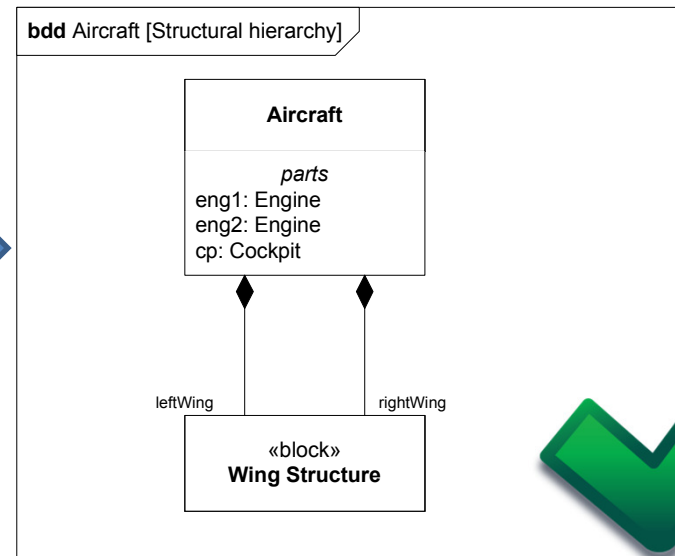 bdd Aircraft [Structural hierarchy]
Aircraft
parts
eng1: Engine
eng2: Engine
cp: Cockpit
leftWing
rightWing
«block»
Wing Structure